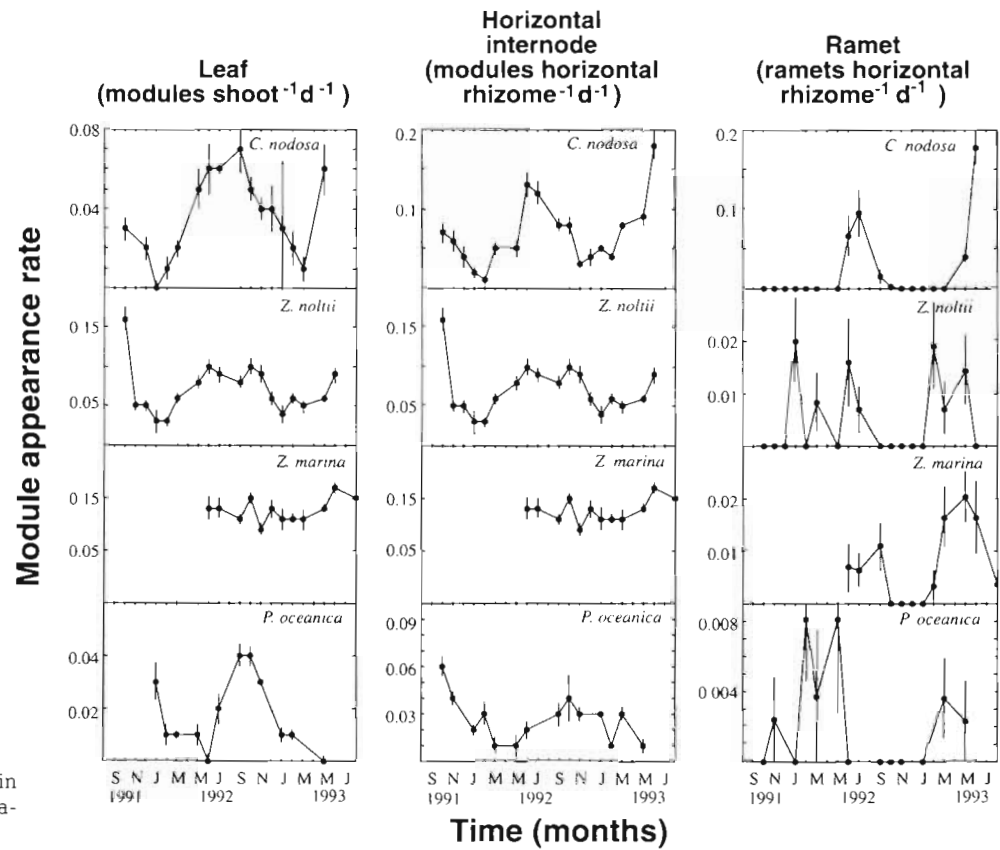 Leaf
(modules shoot -1 d -1 )
Horizontal
internode
(modules horizontal
rhizome-1 d-1 )
Ramet
(ramets horizontal
rhizome-1 d-1 )
Module appearance rate
0.08
0.04
C. nodosa
0.2
0.1
C. nodosa
0.2
0.1
C nodosa
0.15
0.05
Z. noltii
0.15
0.05
Z. noltii
0.02
0.01
Z. noltii
0.15
0.05
Z. marina
0.15
0.05
Z marina
0.02
0.01
Z. marina
0.04
0.02
P. oceanica
0.09
0.06
0.03
P. oceanica
0.008
0 004
P oceanica
S N J M M J S N J M M J
1991 1992 1993
S N J M M J S N J M M J
1991 1992 1993
S N J M M J S N J M M J
1991 1992 1993
Time (months)
in
a-